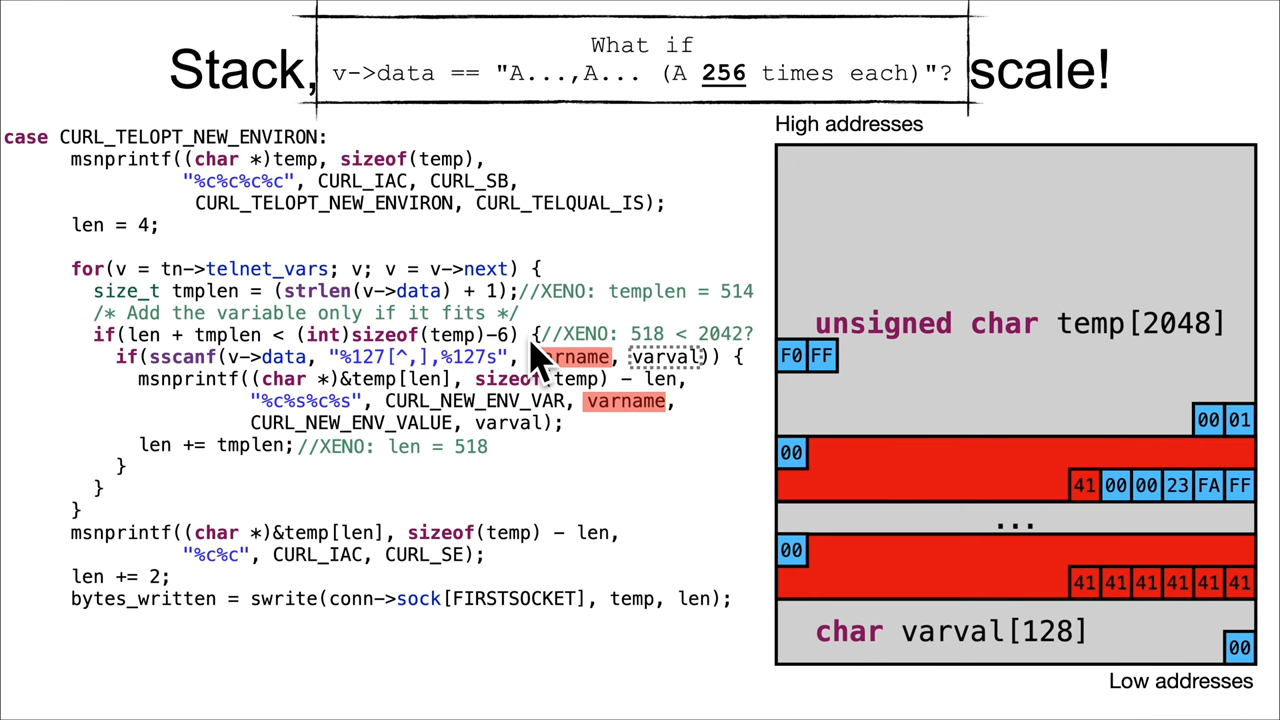 What if
Stack, v->data == "A...,A... (A 256 times each)"? scale!
case CURL_TELOPT_NEW_ENVIRON:
msnprintf((char *)temp, sizeof(temp),
"%c%c%c%c", CURL_IAC, CURL_SB,
CURL_TELOPT_NEW_ENVIRON, CURL_TELQUAL_IS);
len = 4;
for(v = tn->telnet_vars; v; v = v->next) {
size_t tmplen = (strlen(v->data) + 1);//XENO: templen = 514
/* Add the variable only if it fits */
if(len + tmplen < (int)sizeof(temp)-6) {//XENO: 518 < 2042?
if(sscanf(v->data, "%127[^,],%127s", arname, varval)) {
msnprintf((char *)&temp[len], sizeof(temp) - len,
"%c%s%c%s", CURL_NEW_ENV_VAR, varname,
CURL_NEW_ENV_VALUE, varval);
len += tmplen;//XENO: len = 518
}
}
}
msnprintf((char *)&temp[len], sizeof(temp) - len,
"%c%c", CURL_IAC, CURL_SE);
len += 2;
bytes_written = swrite(conn->sock[FIRSTSOCKET], temp, len);
High addresses
unsigned char temp[2048]
F0 FF
00 01
00
41 00 00 23 FA FF
...
00
41 41 41 41 41 41
char varval[128]
00
Low addresses